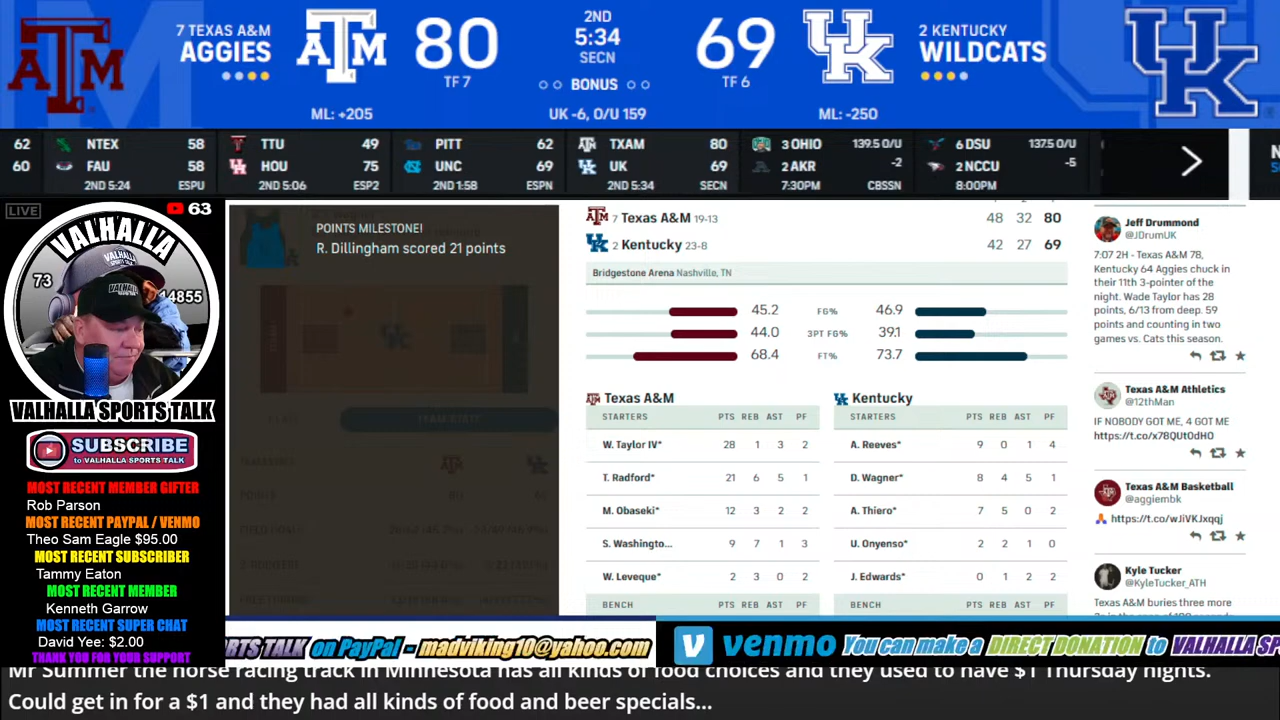 7 TEXAS A&M
AGGIES
80
TF 7
ML: +205
2ND
5:34
SECN
BONUS
UK -6, O/U 159
69
TF 6
ML: -250
2 KENTUCKY
WILDCATS
62
60
NTEX 58
FAU 58
2ND 5:24 ESPU
TTU 49
HOU 75
2ND 5:06 ESP2
PITT 62
UNC 69
2ND 1:58 ESPN
TXAM 80
UK 69
2ND 5:34 SECN
3 OHIO 139.5 O/U
2 AKR -2
7:30PM CBSSN
6 DSU 137.5 O/U
2 NCCU -5
8:00PM
LIVE
63
VALHALLA
73
14855
VALHALLA SPORTS TALK
SUBSCRIBE
to VALHALLA SPORTS TALK
MOST RECENT MEMBER GIFTER
Rob Parson
MOST RECENT PAYPAL / VENMO
Theo Sam Eagle $95.00
MOST RECENT SUBSCRIBER
Tammy Eaton
MOST RECENT MEMBER
Kenneth Garrow
MOST RECENT SUPER CHAT
David Yee: $2.00
THANK YOU FOR YOUR SUPPORT
POINTS MILESTONE!
R. Dillingham scored 21 points
7 Texas A&M 19-13 48 32 80
2 Kentucky 23-8 42 27 69
Bridgestone Arena Nashville, TN
45.2 FG% 46.9
44.0 3PT FG% 39.1
68.4 FT% 73.7
Texas A&M
STARTERS PTS REB AST PF
W. Taylor IV* 28 1 3 2
T. Radford* 21 6 5 1
M. Obaseki* 12 3 2 2
S. Washingto... 9 7 1 3
W. Leveque* 2 3 0 2
BENCH PTS REB AST PF
Kentucky
STARTERS PTS REB AST PF
A. Reeves* 9 0 1 4
D. Wagner* 8 4 5 1
A. Thiero* 7 5 0 2
U. Onyenso* 2 2 1 0
J. Edwards* 0 1 2 2
BENCH PTS REB AST PF
Jeff Drummond
@JDrumUK
7:07 2H - Texas A&M 78,
Kentucky 64 Aggies chuck in
their 11th 3-pointer of the
night. Wade Taylor has 28
points, 6/13 from deep. 59
points and counting in two
games vs. Cats this season.
Texas A&M Athletics
@12thMan
IF NOBODY GOT ME, 4 GOT ME
https://t.co/x78QUt0dHO
Texas A&M Basketball
@aggiembk
https://t.co/wJiVKJxqqj
Kyle Tucker
@KyleTucker_ATH
Texas A&M buries three more
RTS TALK on PayPal - madviking10@yahoo.com
venmo You can make a DIRECT DONATION to VALHALLA S
Mr Summer the horse racing track in Minnesota has all kinds of food choices and they used to have $1 Thursday nights.
Could get in for a $1 and they had all kinds of food and beer specials...